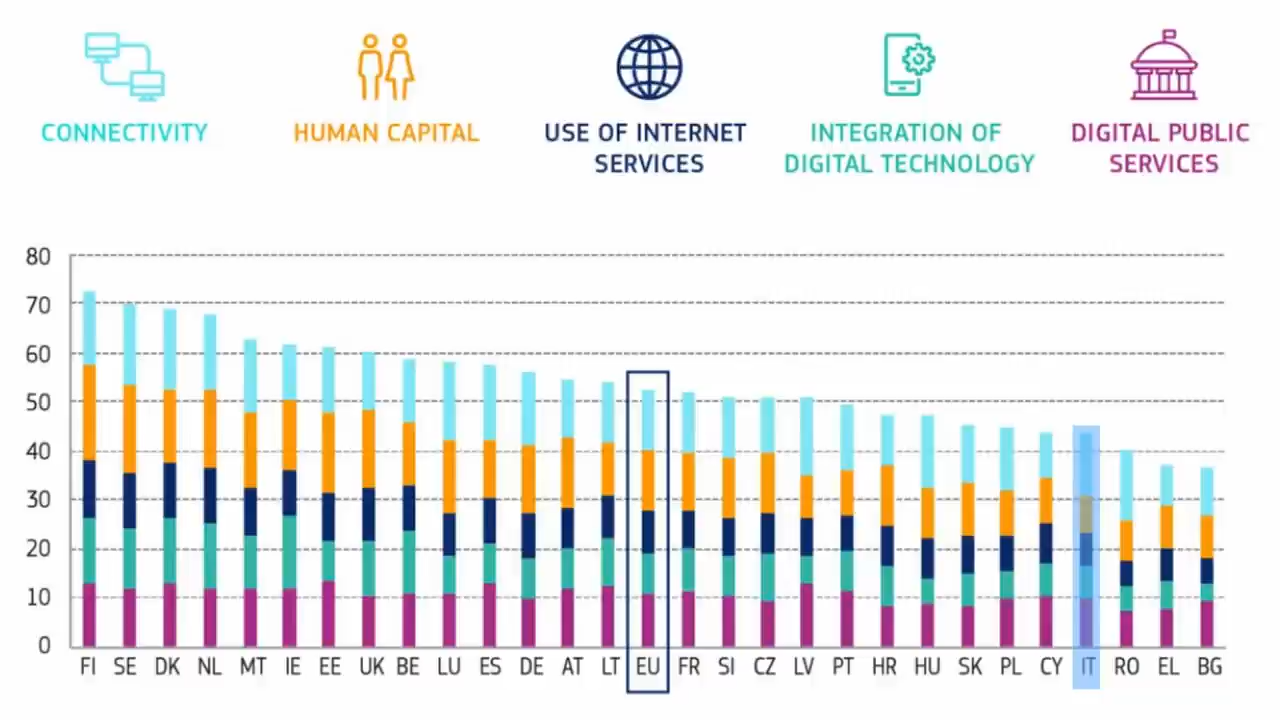 CONNECTIVITY
HUMAN CAPITAL
USE OF INTERNET
SERVICES
INTEGRATION OF
DIGITAL TECHNOLOGY
DIGITAL PUBLIC
SERVICES
80
70
60
50
40
30
20
10
0
FI SE DK NL MT IE EE UK BE LU ES DE AT LT EU FR SI CZ LV PT HR HU SK PL CY IT RO EL BG